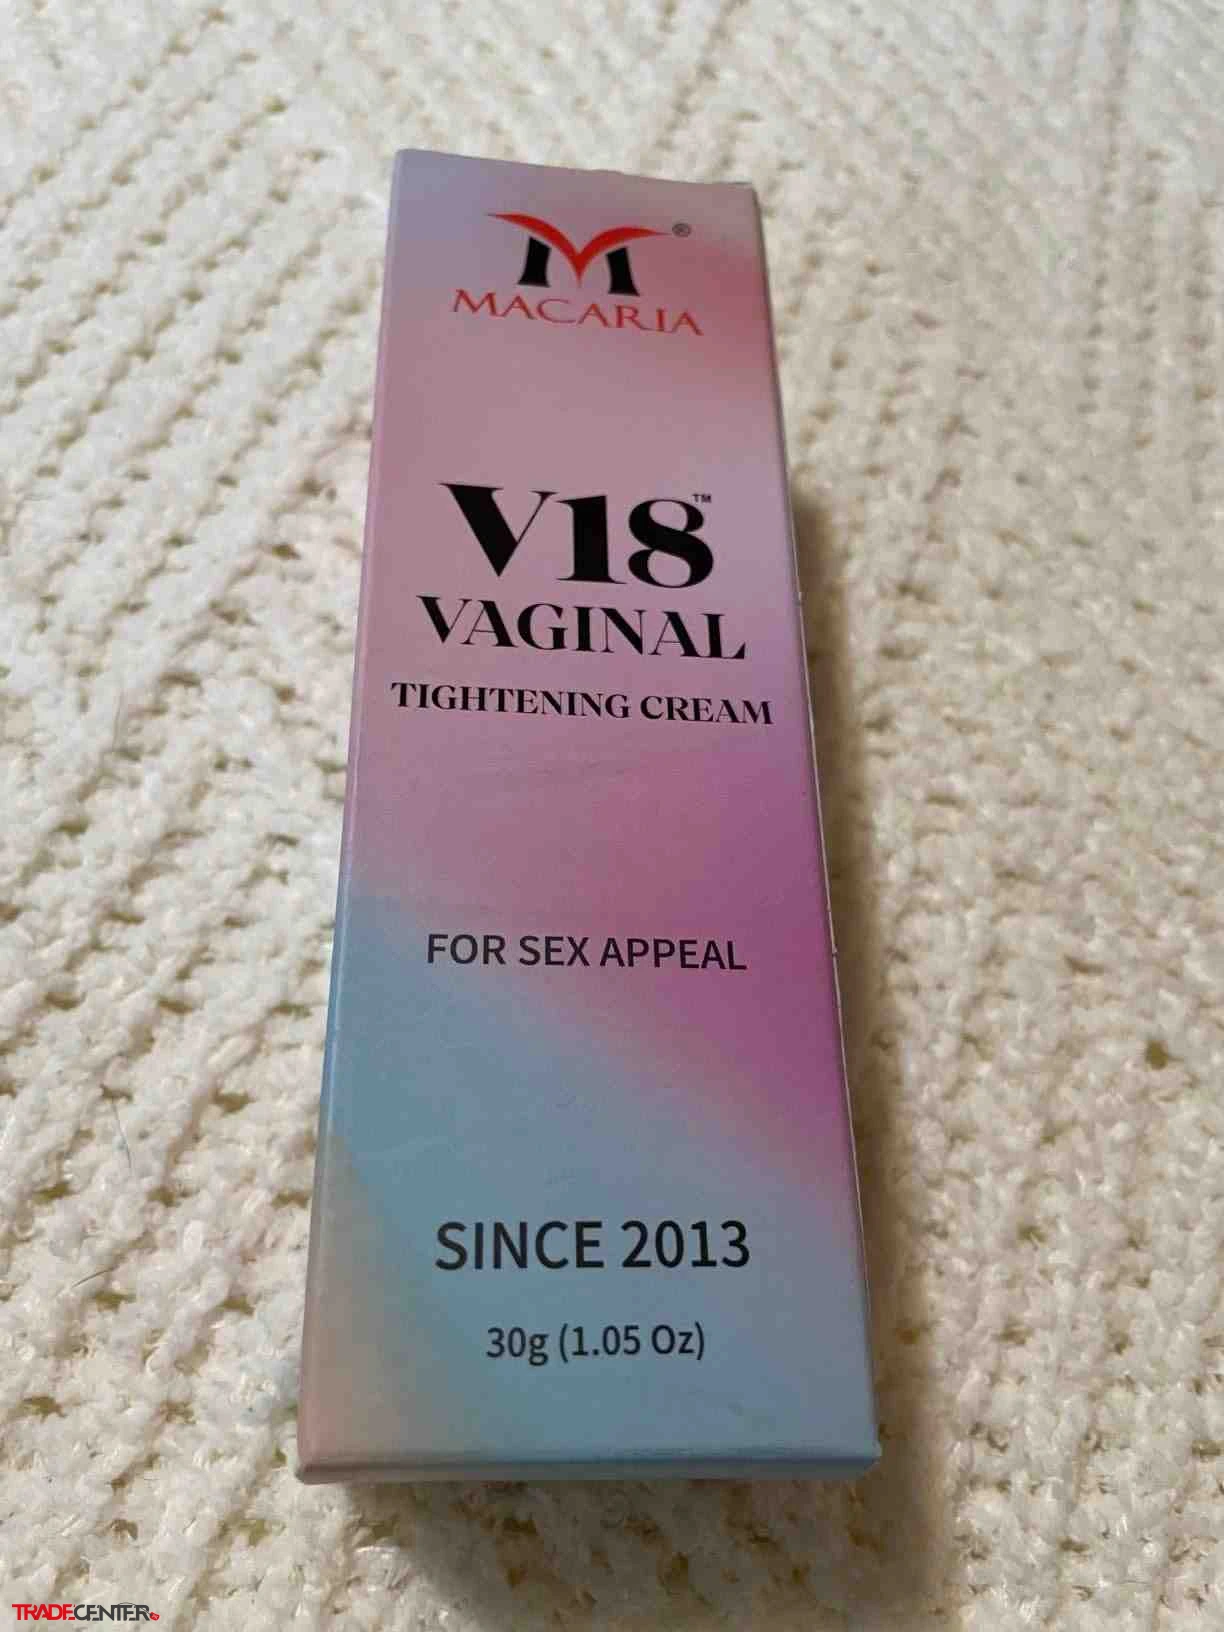 M®
MACARIA
V18™
VAGINAL
TIGHTENING CREAM
FOR SEX APPEAL
SINCE 2013
30g (1.05 Oz)
TRADECENTER